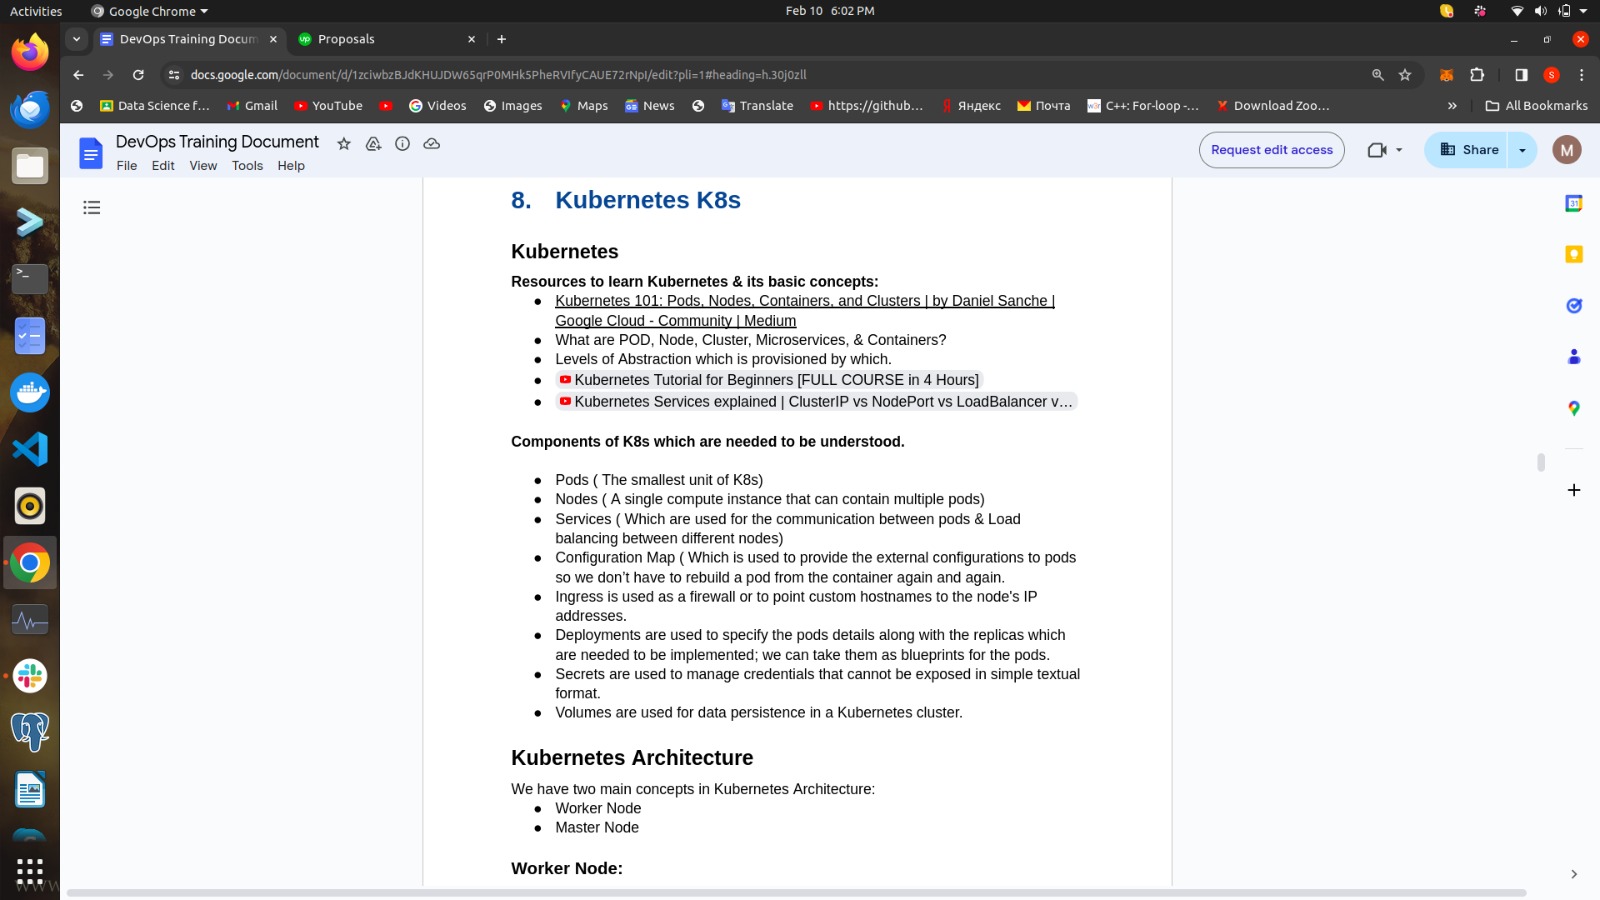 Activities
Google Chrome
Feb 10 6:02 PM
DevOps Training Docum
Proposals
docs.google.com/document/d/1zciwbzBJdKHUJDW65qrP0MHk5PheRVIfyCAUE72rNpI/edit?pli=1#heading=h.30j0zll
S
Data Science f...
Gmail
YouTube
Videos
Images
Maps
News
Translate
https://github...
Яндекс
Почта
C++: For-loop -...
Download Zoo...
All Bookmarks
DevOps Training Document
File Edit View Tools Help
Request edit access
Share
M
8. Kubernetes K8s
Kubernetes
Resources to learn Kubernetes & its basic concepts:
● Kubernetes 101: Pods, Nodes, Containers, and Clusters | by Daniel Sanche |
Google Cloud - Community | Medium
● What are POD, Node, Cluster, Microservices, & Containers?
● Levels of Abstraction which is provisioned by which.
● Kubernetes Tutorial for Beginners [FULL COURSE in 4 Hours]
● Kubernetes Services explained | ClusterIP vs NodePort vs LoadBalancer v...
Components of K8s which are needed to be understood.
● Pods ( The smallest unit of K8s)
● Nodes ( A single compute instance that can contain multiple pods)
● Services ( Which are used for the communication between pods & Load
balancing between different nodes)
● Configuration Map ( Which is used to provide the external configurations to pods
so we don't have to rebuild a pod from the container again and again.
● Ingress is used as a firewall or to point custom hostnames to the node's IP
addresses.
● Deployments are used to specify the pods details along with the replicas which
are needed to be implemented; we can take them as blueprints for the pods.
● Secrets are used to manage credentials that cannot be exposed in simple textual
format.
● Volumes are used for data persistence in a Kubernetes cluster.
Kubernetes Architecture
We have two main concepts in Kubernetes Architecture:
● Worker Node
● Master Node
Worker Node:
31